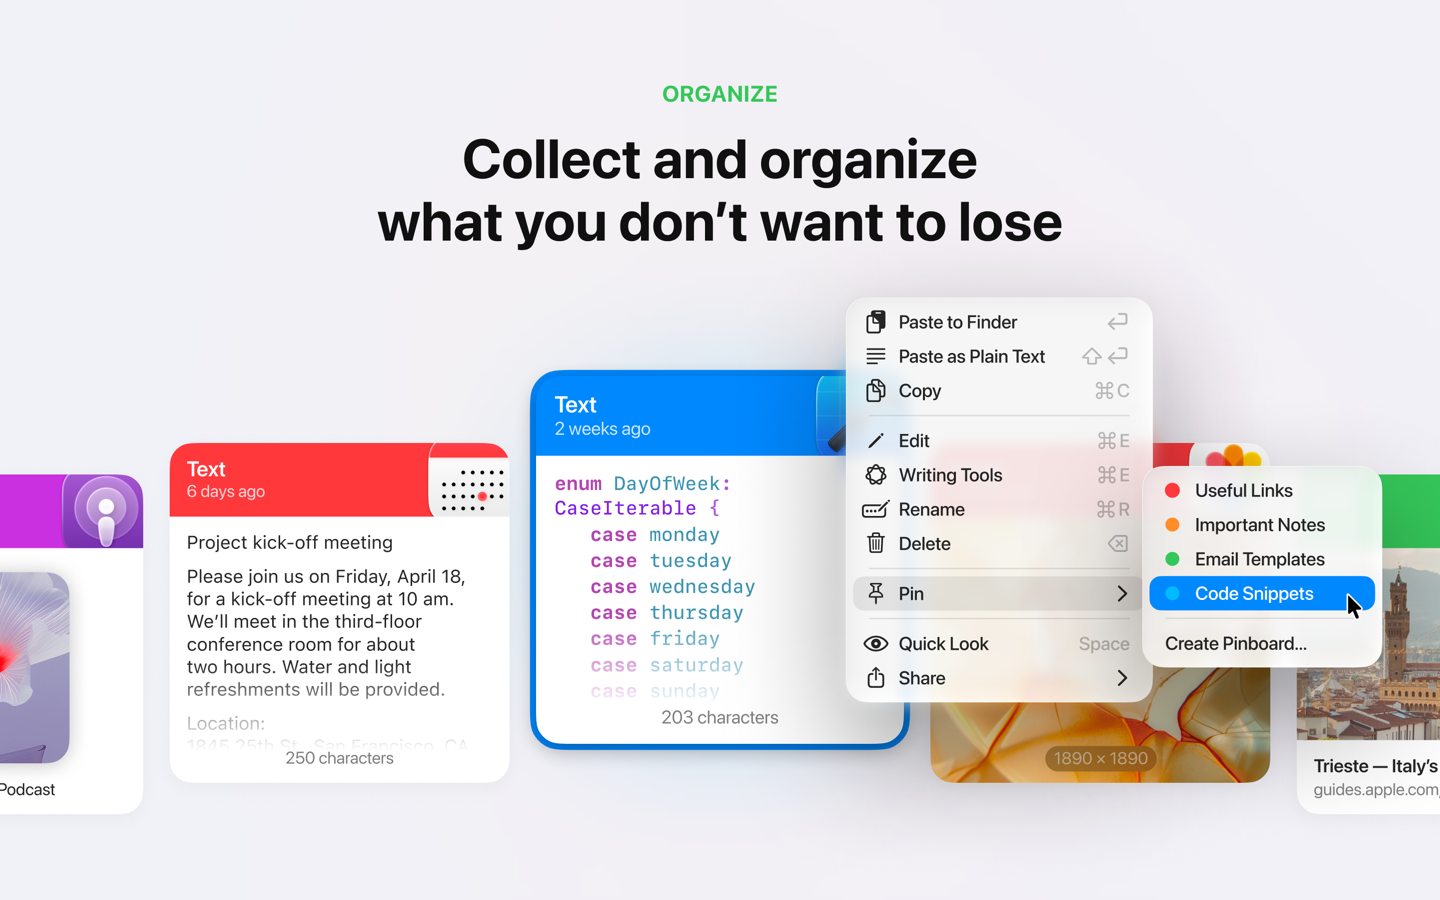 ORGANIZE
Collect and organize
what you don’t want to lose
Podcast
Text
6 days ago
Project kick-off meeting
Please join us on Friday, April 18,
for a kick-off meeting at 10 am.
We’ll meet in the third-floor
conference room for about
two hours. Water and light
refreshments will be provided.
Location:
1845 25th St., San Francisco, CA
250 characters
Text
2 weeks ago
enum DayOfWeek:
CaseIterable {
case monday
case tuesday
case wednesday
case thursday
case friday
case saturday
case sunday
203 characters
Paste to Finder
Paste as Plain Text
Copy ⌘C
Edit ⌘E
Writing Tools ⌘E
Rename ⌘R
Delete
Pin
Quick Look Space
Share
Useful Links
Important Notes
Email Templates
Code Snippets
Create Pinboard...
1890 × 1890
Trieste — Italy’s
guides.apple.com